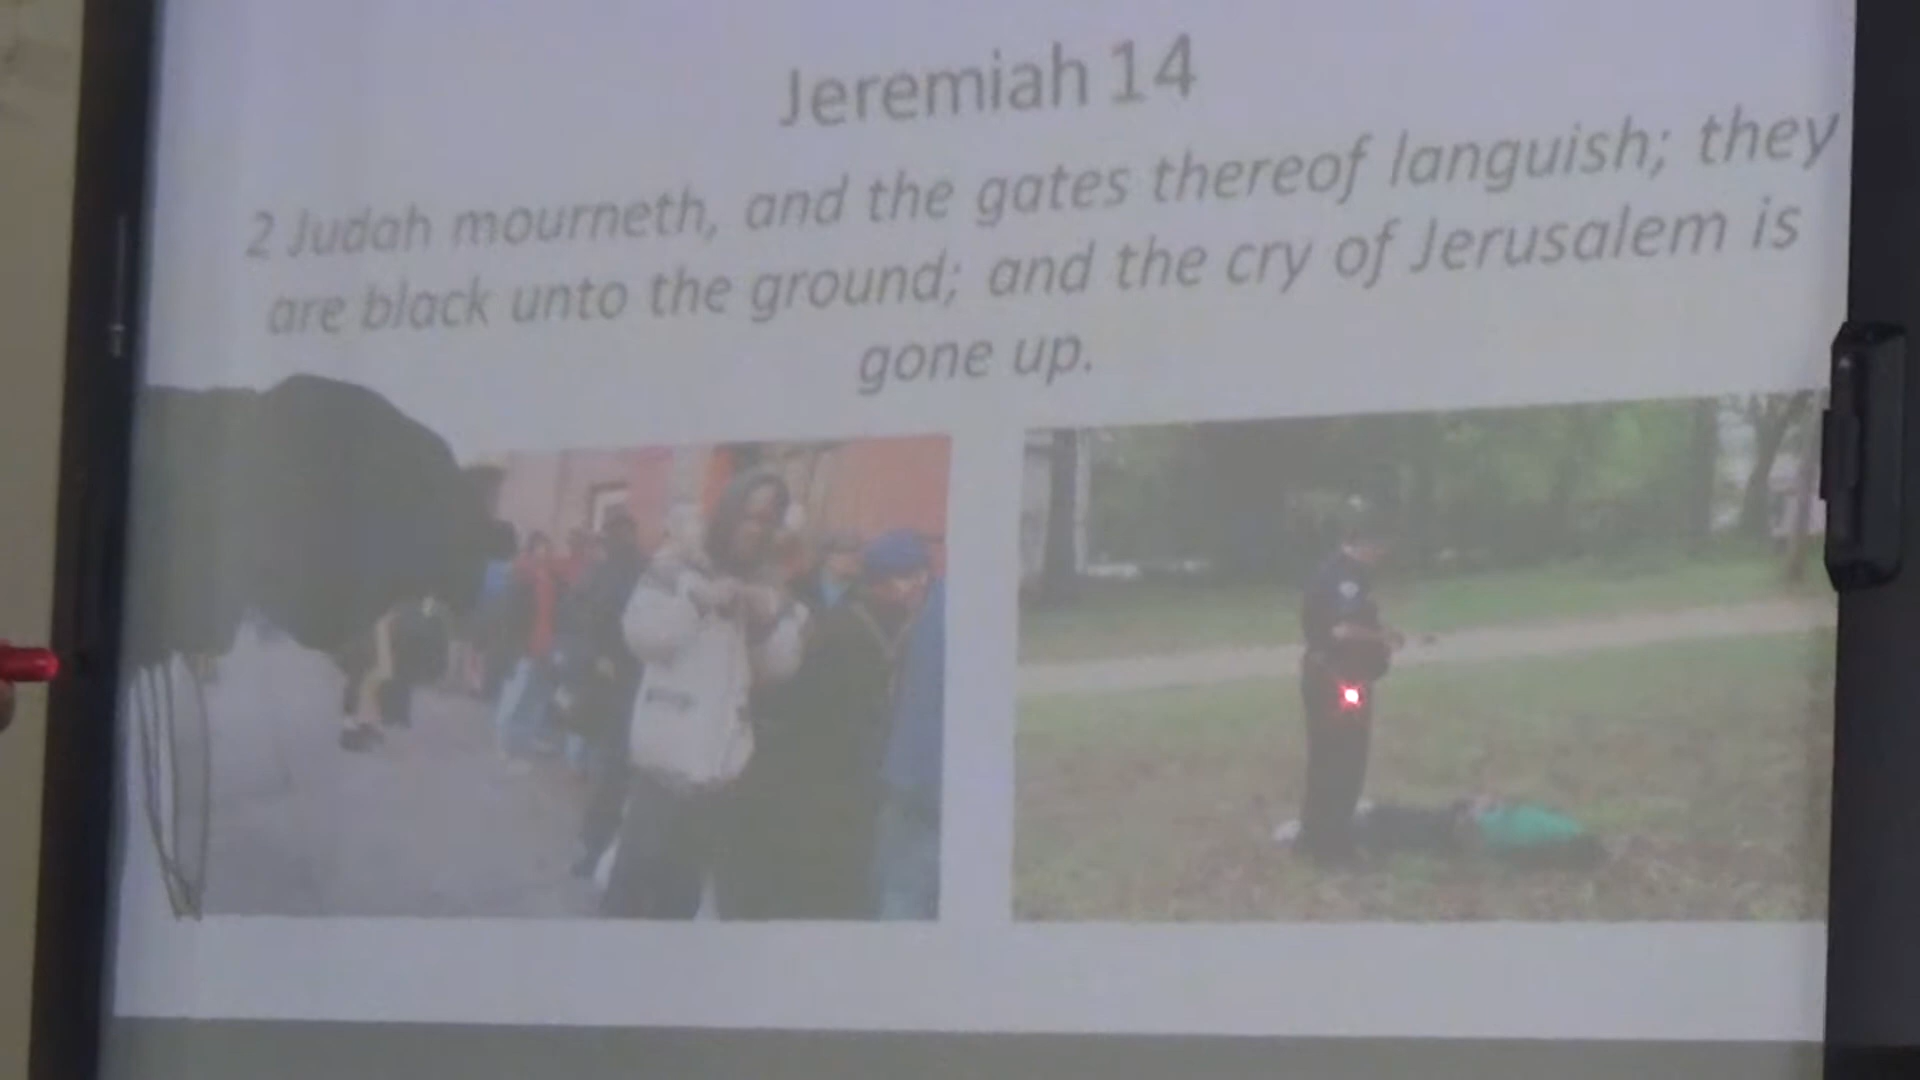 Jeremiah 14
2 Judah mourneth, and the gates thereof languish; they
are black unto the ground; and the cry of Jerusalem is
gone up.